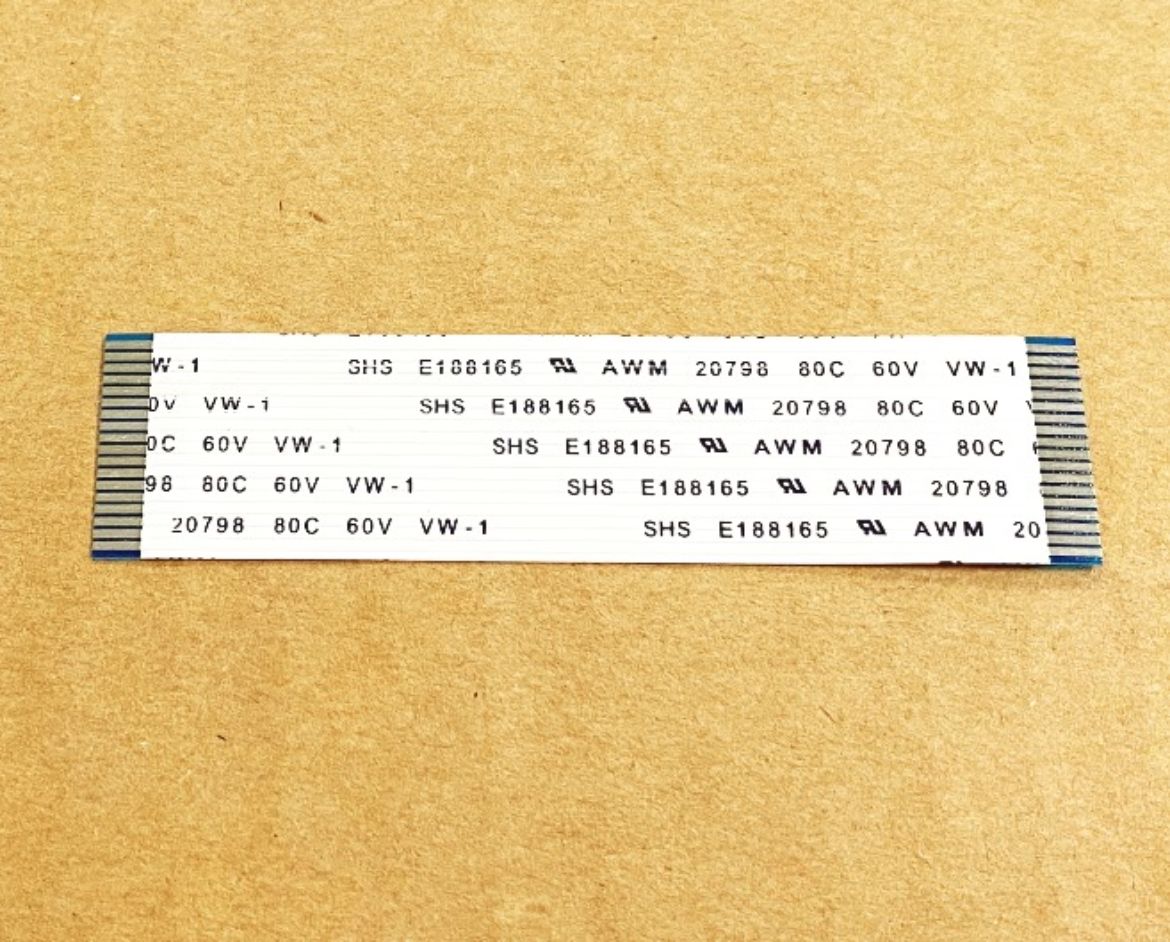 W-1 SHS E188165 AWM 20798 80C 60V VW-1
0V VW-1 SHS E188165 AWM 20798 80C 60V
0C 60V VW-1 SHS E188165 AWM 20798 80C
98 80C 60V VW-1 SHS E188165 AWM 20798
20798 80C 60V VW-1 SHS E188165 AWM 20